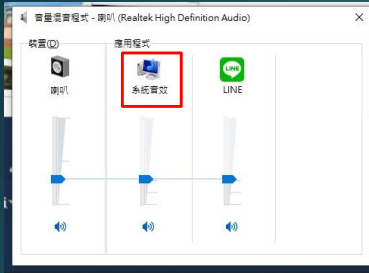 音量混音程式 - 喇叭 (Realtek High Definition Audio)
裝置(D)
應用程式
喇叭
系統音效
LINE
LINE